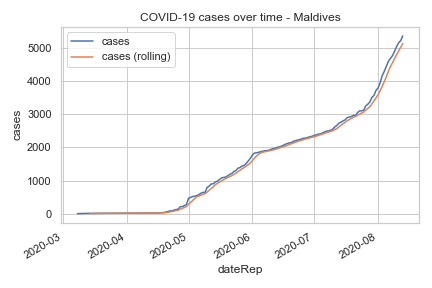 COVID-19 cases over time - Maldives
cases
cases (rolling)
5000
4000
3000
2000
1000
0
cases
2020-03
2020-04
2020-05
2020-06
2020-07
2020-08
dateRep